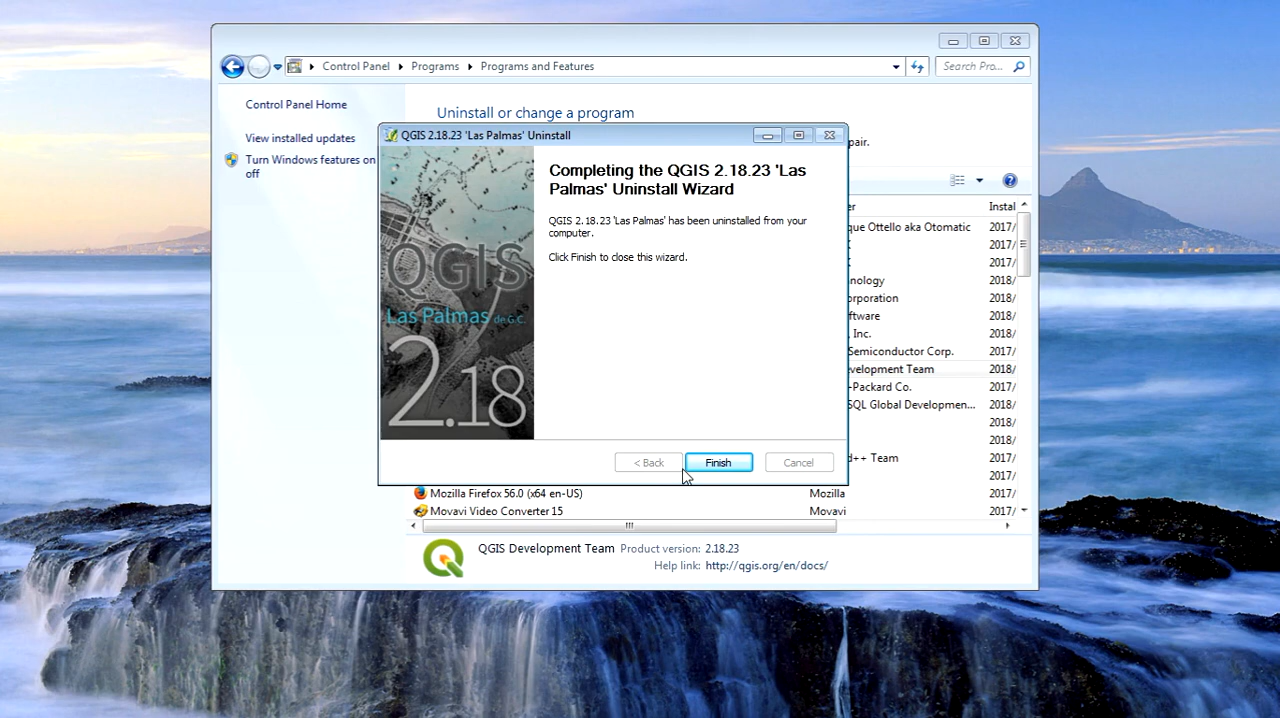 Control Panel Programs Programs and Features
Search Pro...
Control Panel Home
View installed updates
Turn Windows features on
off
Uninstall or change a program
pair.
QGIS 2.18.23 'Las Palmas' Uninstall
QGIS
Las Palmas de G.C.
2.18
Completing the QGIS 2.18.23 'Las
Palmas' Uninstall Wizard
QGIS 2.18.23 'Las Palmas' has been uninstalled from your
computer.
Click Finish to close this wizard.
< Back Finish Cancel
er Instal
que Ottello aka Otomatic 2017/
2017/
2017/
nology 2018/
orporation 2018/
ftware 2018/
Inc. 2018/
Semiconductor Corp. 2017/
evelopment Team 2018/
-Packard Co. 2017/
SQL Global Developmen... 2018/
2018/
2018/
d++ Team 2017/
2017/
Mozilla Firefox 56.0 (x64 en-US) Mozilla 2017/
Movavi Video Converter 15 Movavi 2017/
QGIS Development Team Product version: 2.18.23
Help link: http://qgis.org/en/docs/